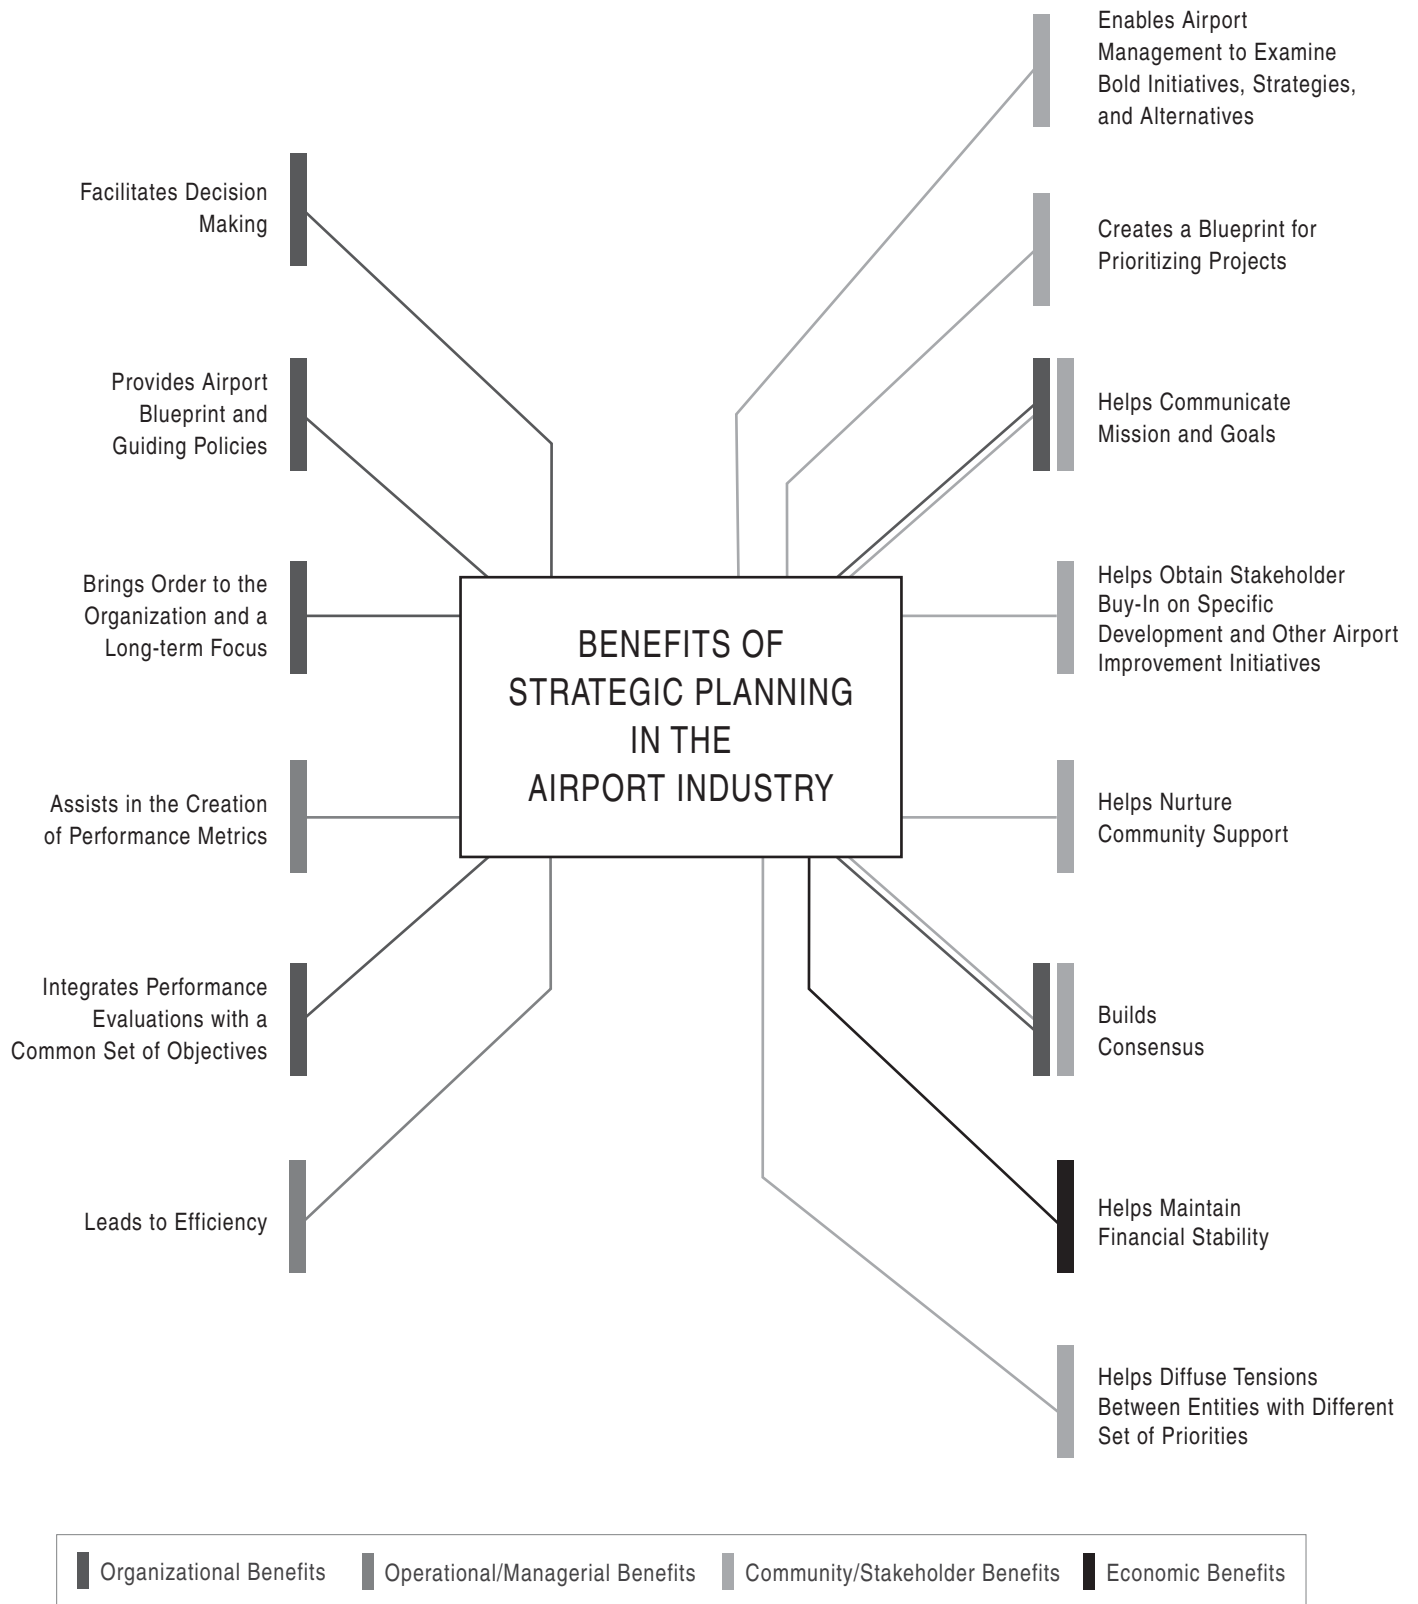 Enables Airport
Management to Examine
Bold Initiatives, Strategies,
and Alternatives
Facilitates Decision
Making
Creates a Blueprint for
Prioritizing Projects
Provides Airport
Blueprint and
Guiding Policies
Helps Communicate
Mission and Goals
Brings Order to the
Organization and a
Long-term Focus
BENEFITS OF
STRATEGIC PLANNING
IN THE
AIRPORT INDUSTRY
Helps Obtain Stakeholder
Buy-In on Specific
Development and Other Airport
Improvement Initiatives
Assists in the Creation
of Performance Metrics
Helps Nurture
Community Support
Integrates Performance
Evaluations with a
Common Set of Objectives
Builds
Consensus
Leads to Efficiency
Helps Maintain
Financial Stability
Helps Diffuse Tensions
Between Entities with Different
Set of Priorities
Organizational Benefits
Operational/Managerial Benefits
Community/Stakeholder Benefits
Economic Benefits